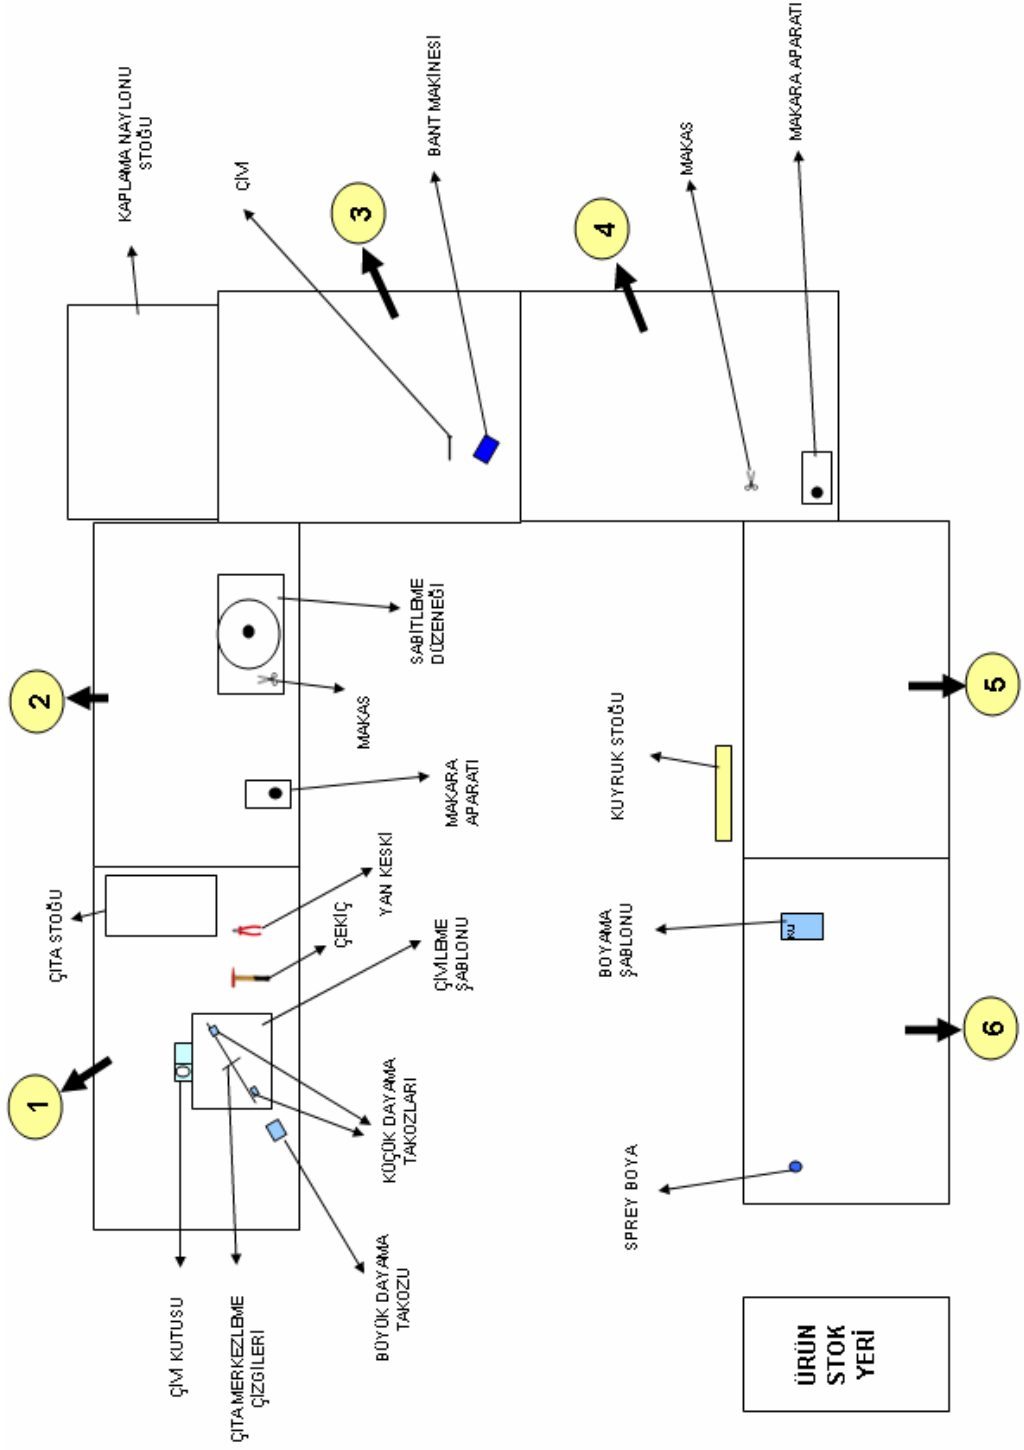 KAPLAMA NAYLONU
STOĞU
ÇİVİ
3
BANT MAKİNESİ
4
MAKAS
MAKARA APARATI
2
SABİTLEME
DÜZENEĞİ
MAKAS
MAKARA
APARATI
KUYRUK STOĞU
5
ÇITA STOĞU
YAN KESKİ
ÇEKİÇ
ÇİVİLEME
ŞABLONU
BOYAMA
ŞABLONU
KU
6
1
KÜÇÜK DAYAMA
TAKOZLARI
SPREY BOYA
ÇİVİ KUTUSU
ÇITA MERKEZLEME
ÇİZGİLERİ
BÜYÜK DAYAMA
TAKOZU
ÜRÜN
STOK
YERİ